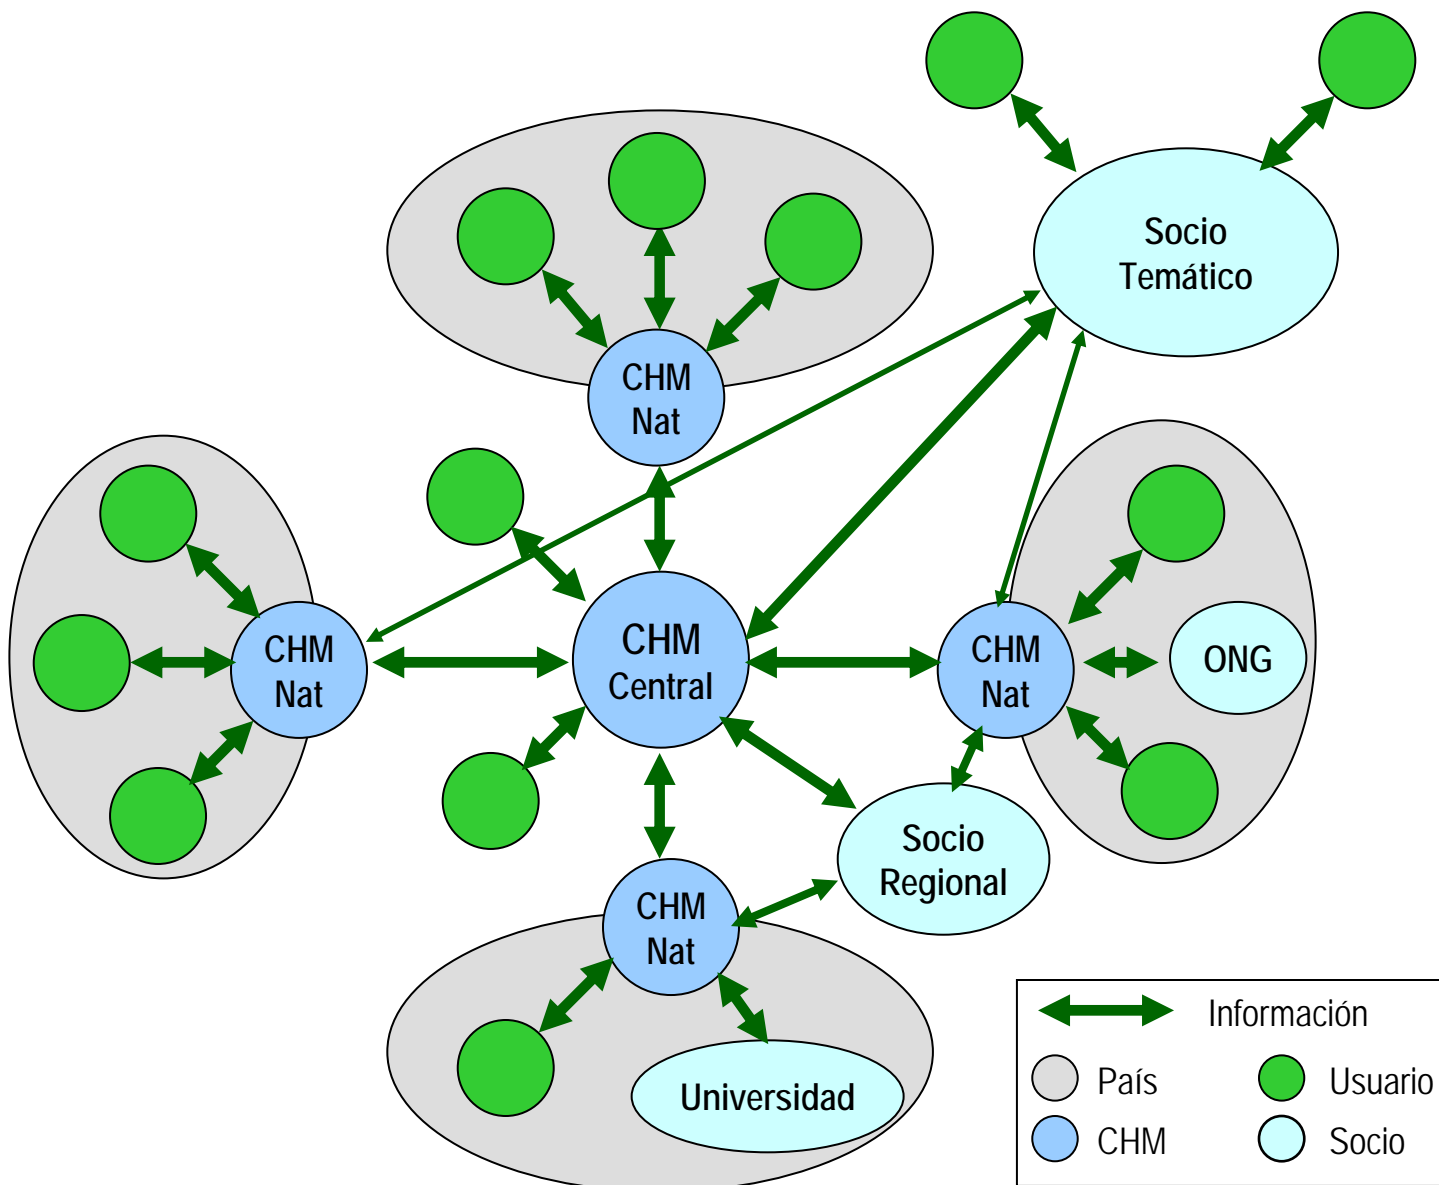 Socio
Temático
CHM
Nat
CHM
Nat
CHM
Central
CHM
Nat
ONG
Socio
Regional
CHM
Nat
Universidad
Información
País
Usuario
CHM
Socio